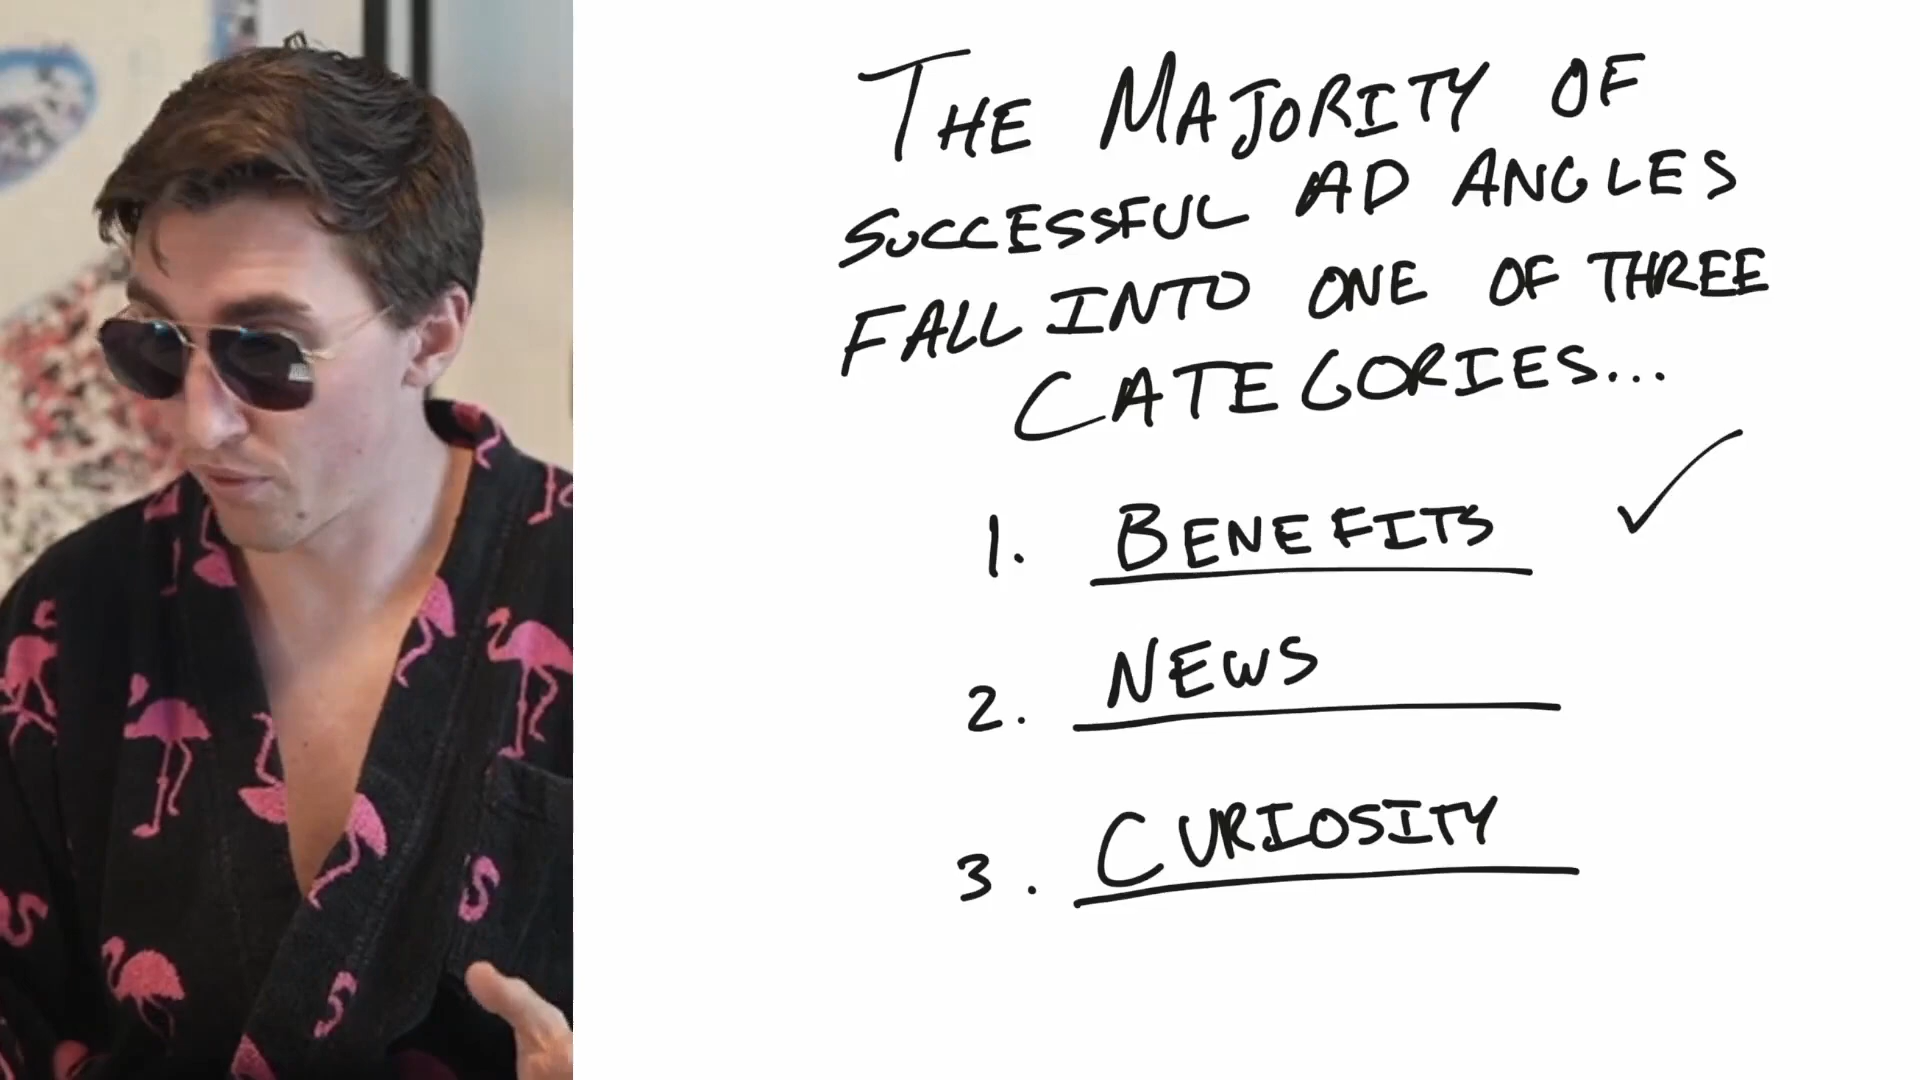 THE MAJORITY OF
SUCCESSFUL AD ANGLES
FALL INTO ONE OF THREE
CATEGORIES...
1. BENEFITS
2. NEWS
3. CURIOSITY